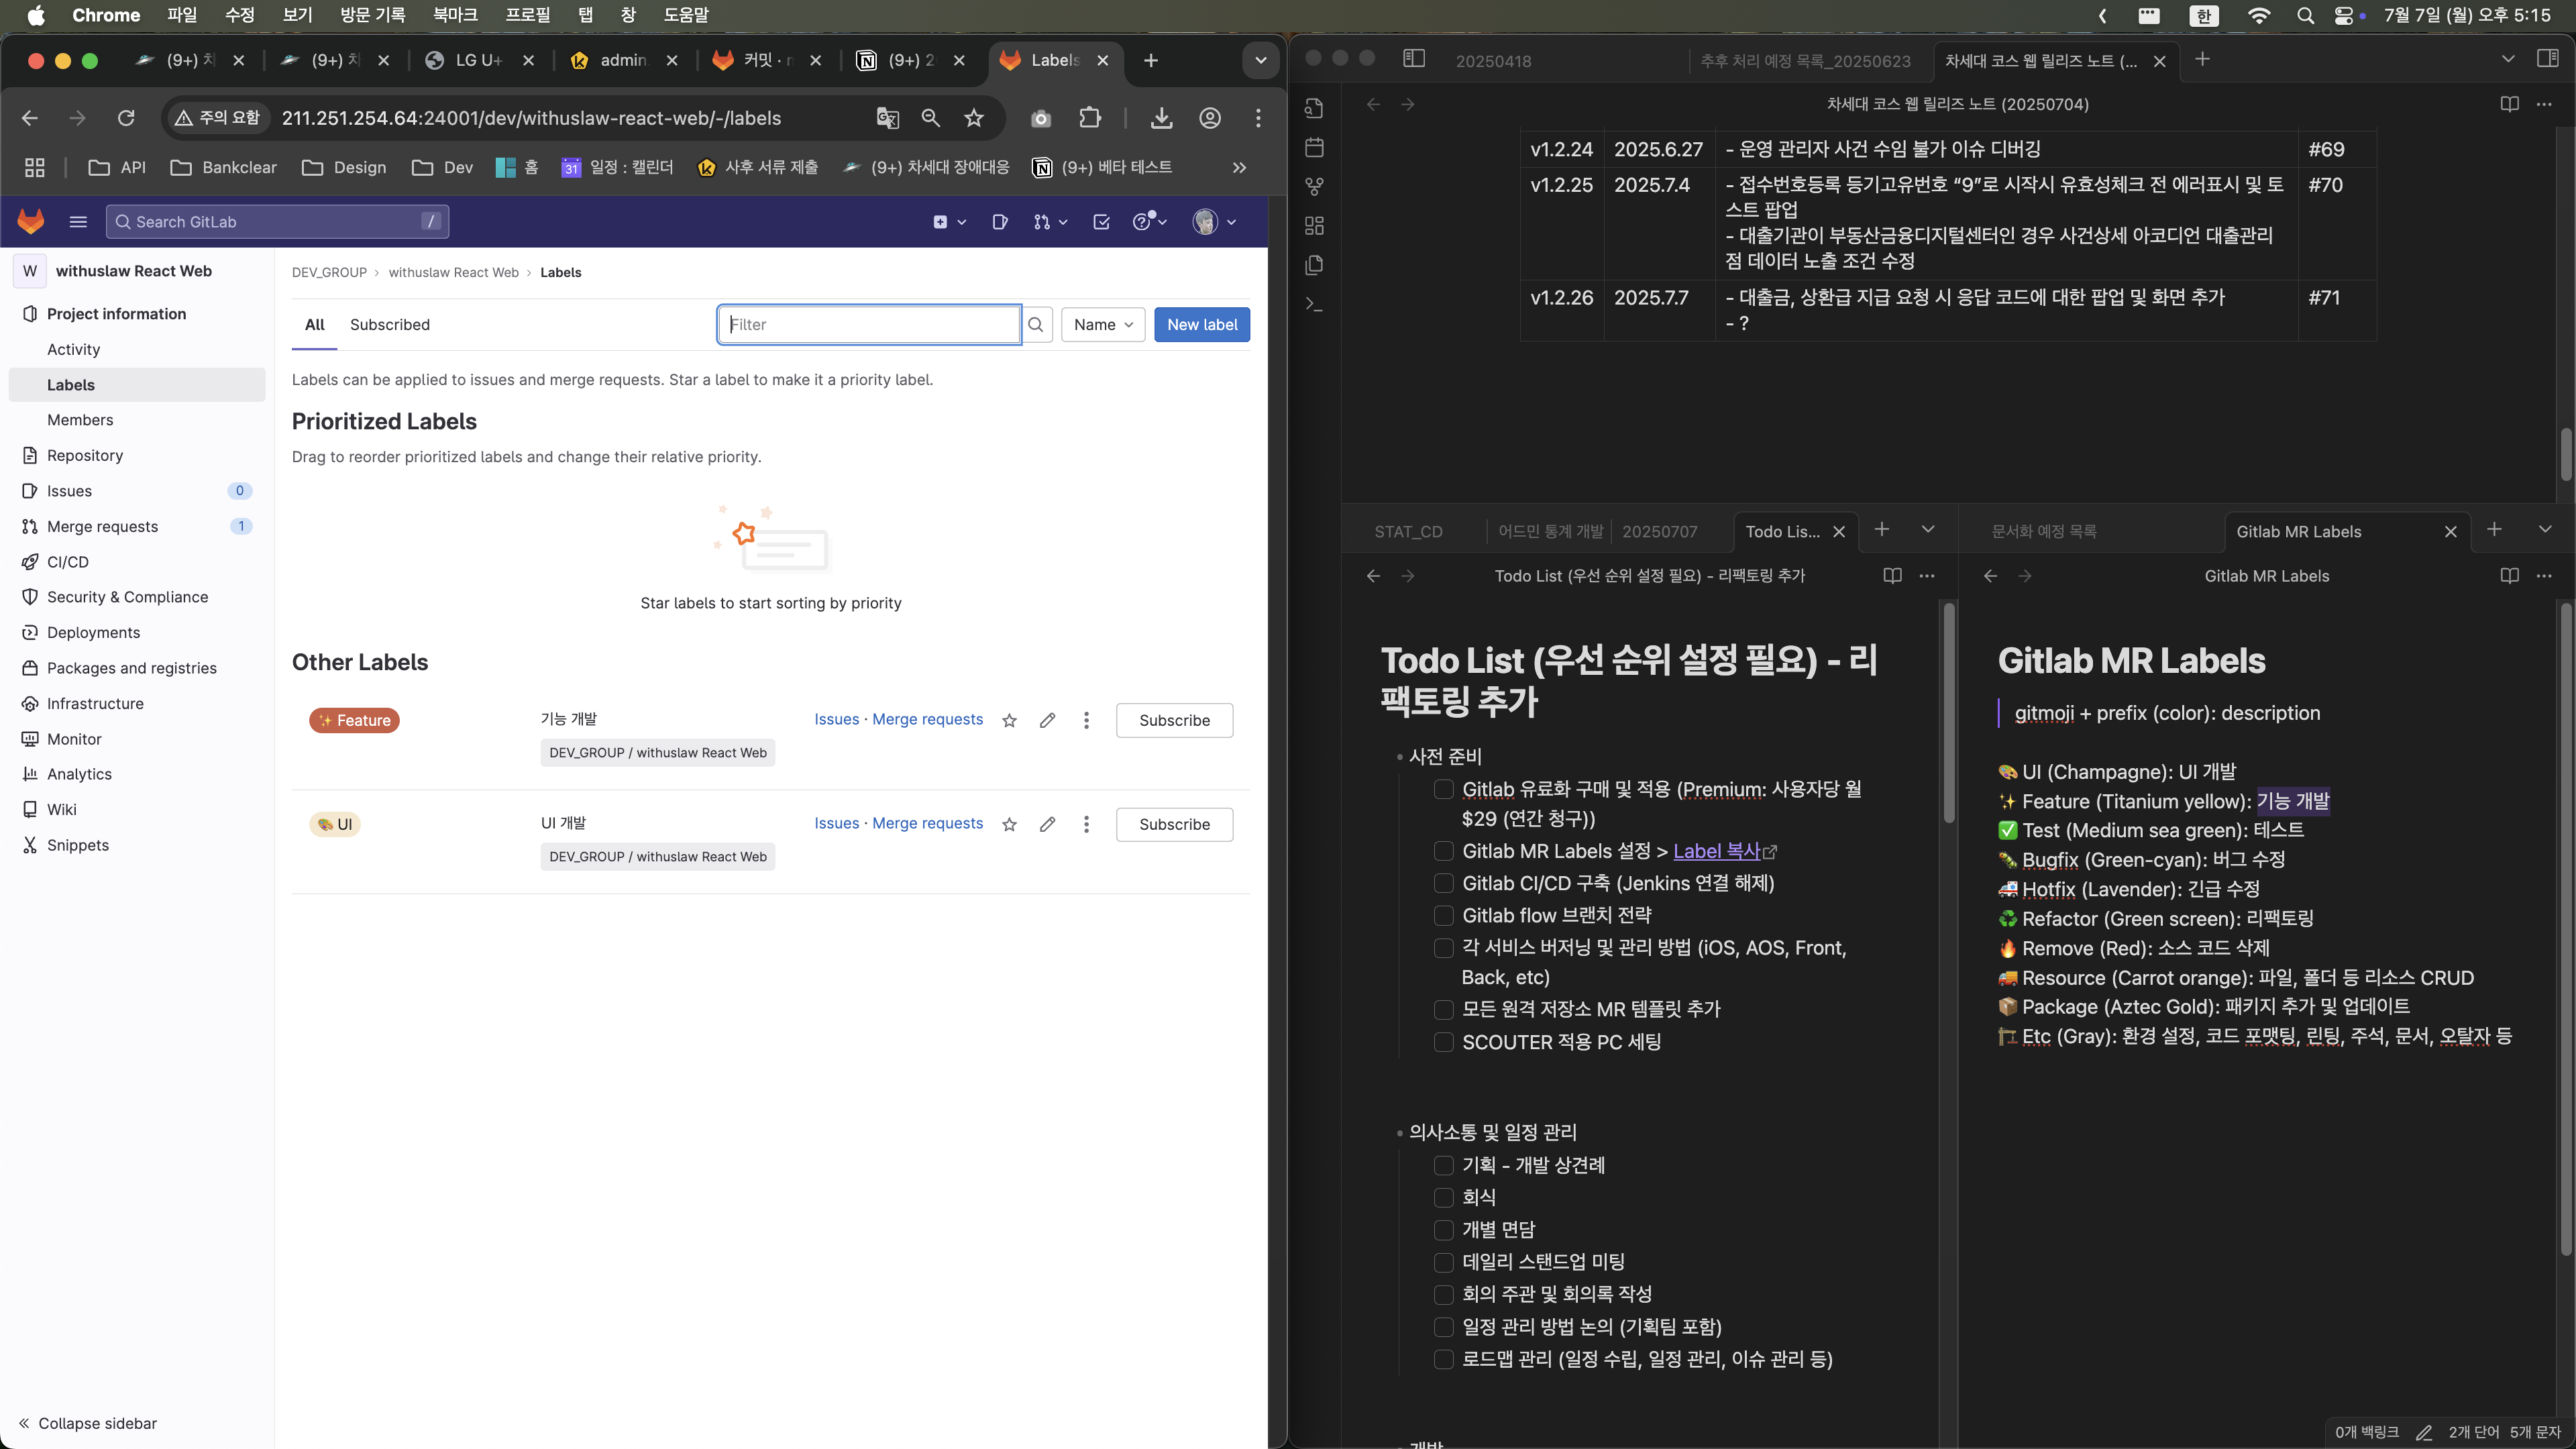 Chrome 파일 수정 보기 방문 기록 북마크 프로필 탭 창 도움말
한 7월 7일 (월) 오후 5:15
(9+) 차
(9+) 차
LG U+
admin.
커밋 · m
(9+) 2
Labels
주의 요함 211.251.254.64:24001/dev/withuslaw-react-web/-/labels
API Bankclear Design Dev 홈 31 일정 : 캘린더 사후 서류 제출 (9+) 차세대 장애대응 (9+) 베타 테스트
Search GitLab /
W withuslaw React Web
Project information
Activity
Labels
Members
Repository
Issues 0
Merge requests 1
CI/CD
Security & Compliance
Deployments
Packages and registries
Infrastructure
Monitor
Analytics
Wiki
Snippets
Collapse sidebar
DEV_GROUP › withuslaw React Web › Labels
All Subscribed Filter Name New label
Labels can be applied to issues and merge requests. Star a label to make it a priority label.
Prioritized Labels
Drag to reorder prioritized labels and change their relative priority.
Star labels to start sorting by priority
Other Labels
✨ Feature 기능 개발 Issues · Merge requests Subscribe
DEV_GROUP / withuslaw React Web
🎨 UI UI 개발 Issues · Merge requests Subscribe
DEV_GROUP / withuslaw React Web
20250418 추후 처리 예정 목록_20250623 차세대 코스 웹 릴리즈 노트 (...
차세대 코스 웹 릴리즈 노트 (20250704)
v1.2.24 2025.6.27 - 운영 관리자 사건 수임 불가 이슈 디버깅 #69
v1.2.25 2025.7.4 - 접수번호등록 등기고유번호 “9”로 시작시 유효성체크 전 에러표시 및 토 #70
스트 팝업
- 대출기관이 부동산금융디지털센터인 경우 사건상세 아코디언 대출관리
점 데이터 노출 조건 수정
v1.2.26 2025.7.7 - 대출금, 상환금 지급 요청 시 응답 코드에 대한 팝업 및 화면 추가 #71
- ?
STAT_CD 어드민 통계 개발 20250707 Todo Lis...
Todo List (우선 순위 설정 필요) - 리팩토링 추가
Todo List (우선 순위 설정 필요) - 리
팩토링 추가
사전 준비
Gitlab 유료화 구매 및 적용 (Premium: 사용자당 월
$29 (연간 청구))
Gitlab MR Labels 설정 > Label 복사
Gitlab CI/CD 구축 (Jenkins 연결 해제)
Gitlab flow 브랜치 전략
각 서비스 버저닝 및 관리 방법 (iOS, AOS, Front,
Back, etc)
모든 원격 저장소 MR 템플릿 추가
SCOUTER 적용 PC 세팅
의사소통 및 일정 관리
기획 - 개발 상견례
회식
개별 면담
데일리 스탠드업 미팅
회의 주관 및 회의록 작성
일정 관리 방법 논의 (기획팀 포함)
로드맵 관리 (일정 수립, 일정 관리, 이슈 관리 등)
문서화 예정 목록 Gitlab MR Labels
Gitlab MR Labels
Gitlab MR Labels
gitmoji + prefix (color): description
🎨 UI (Champagne): UI 개발
✨ Feature (Titanium yellow): 기능 개발
✅ Test (Medium sea green): 테스트
🐛 Bugfix (Green-cyan): 버그 수정
🚑 Hotfix (Lavender): 긴급 수정
♻️ Refactor (Green screen): 리팩토링
🔥 Remove (Red): 소스 코드 삭제
🚚 Resource (Carrot orange): 파일, 폴더 등 리소스 CRUD
📦 Package (Aztec Gold): 패키지 추가 및 업데이트
🏗️ Etc (Gray): 환경 설정, 코드 포맷팅, 린팅, 주석, 문서, 오탈자 등
0개 백링크 2개 단어 5개 문자